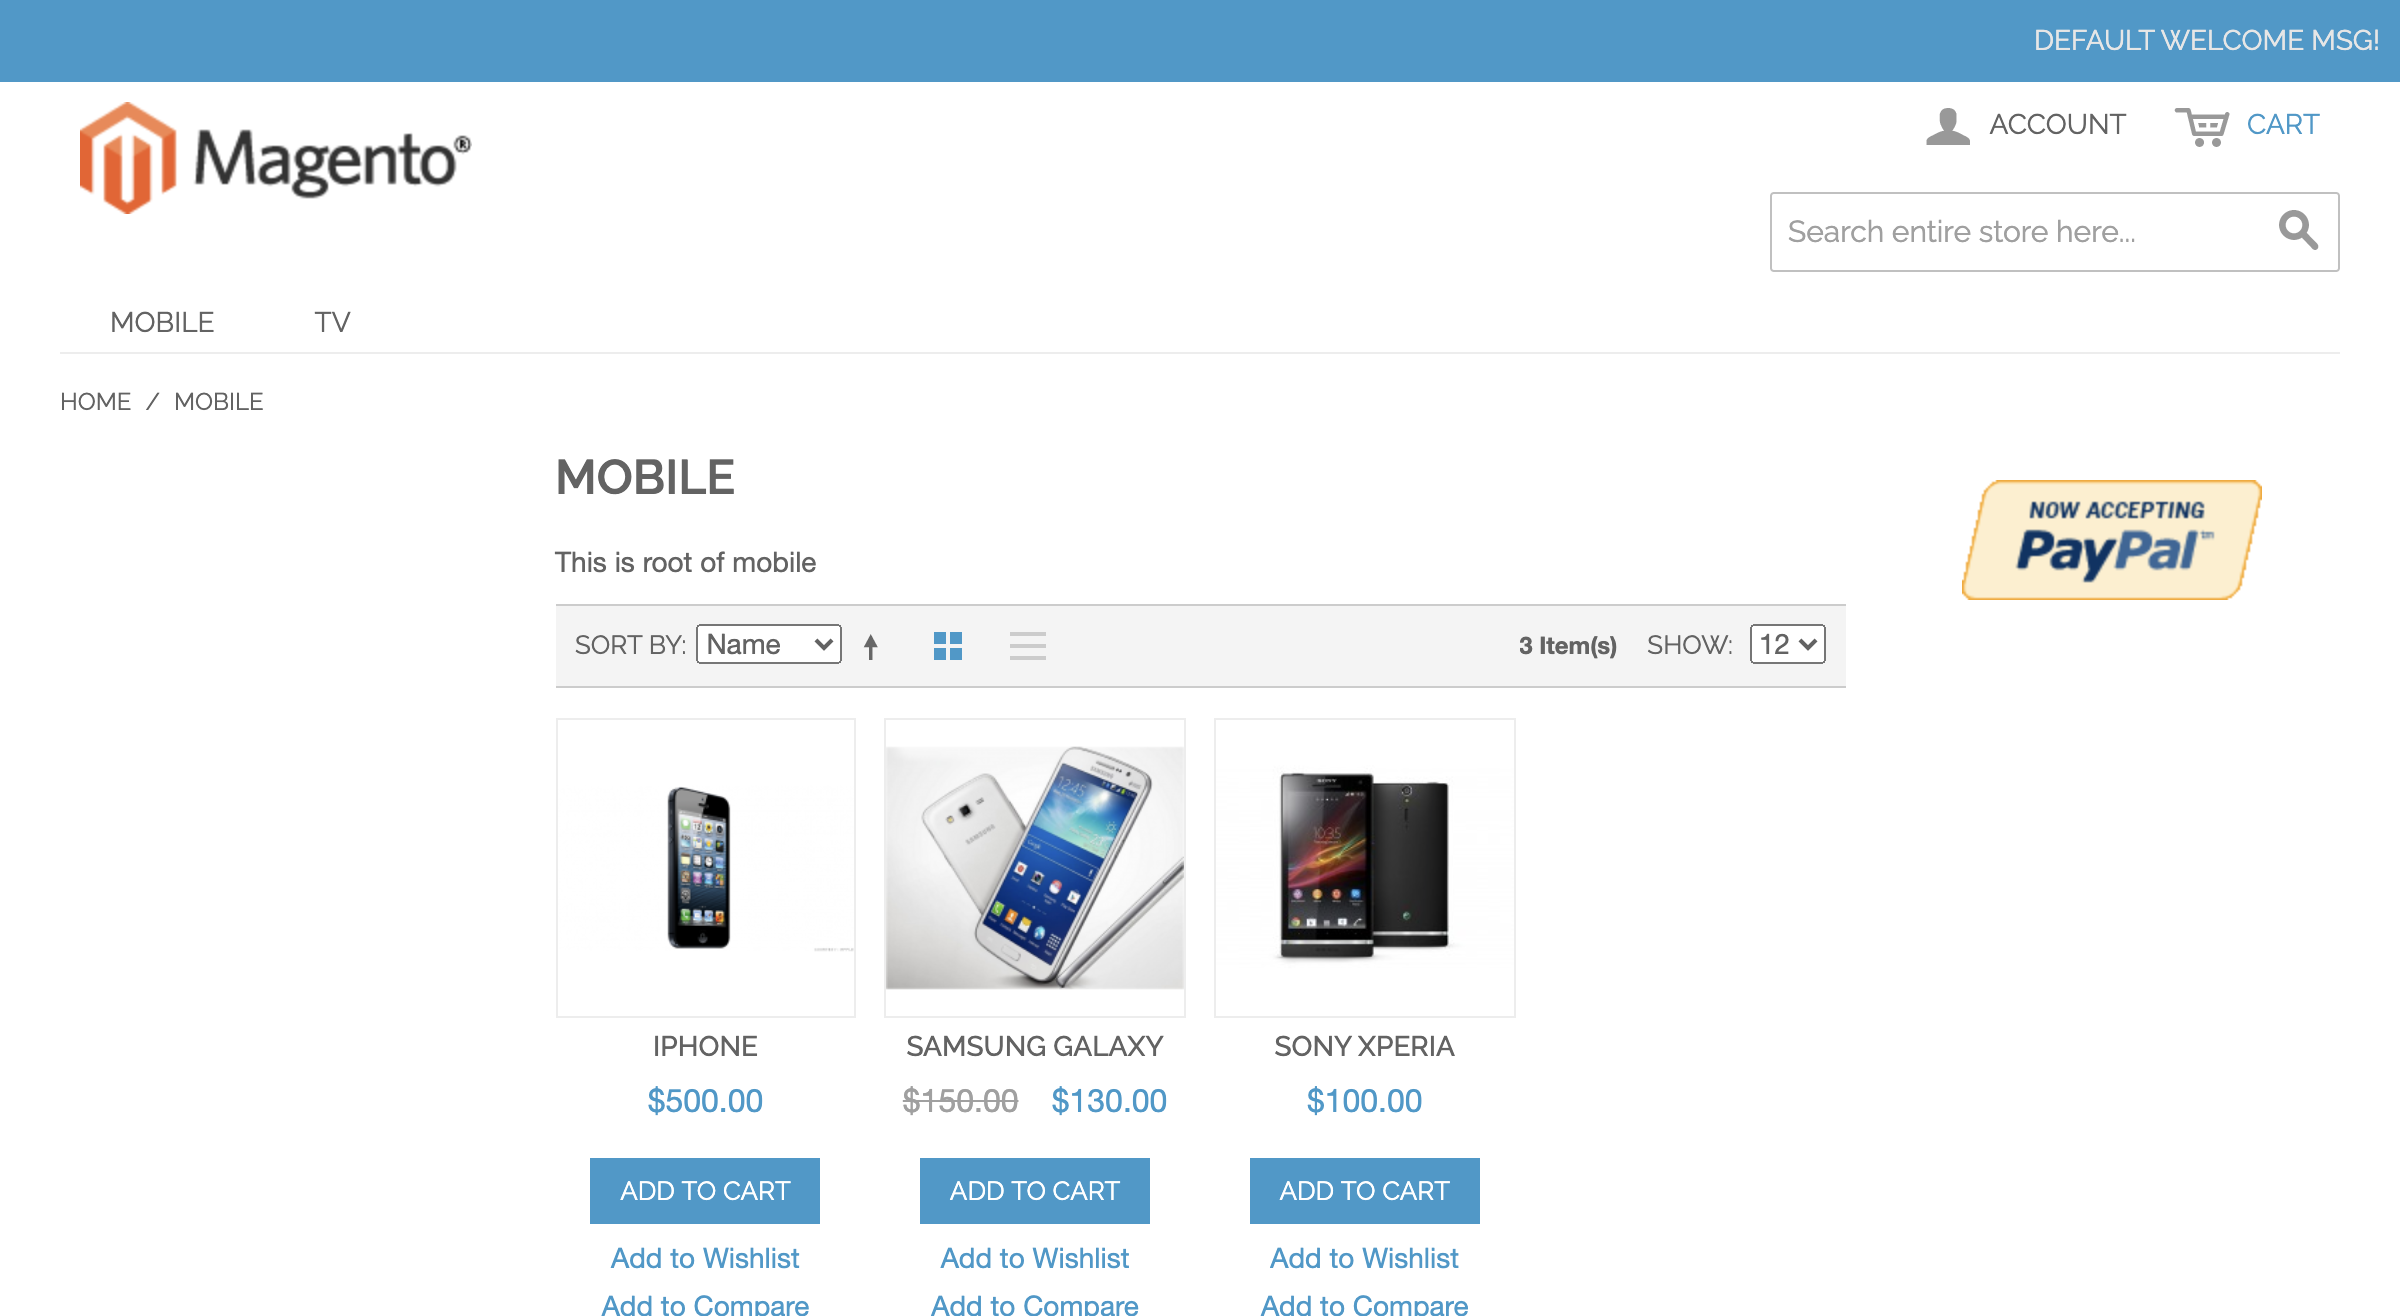 DEFAULT WELCOME MSG!
Magento®
ACCOUNT CART
Search entire store here...
MOBILE TV
HOME / MOBILE
MOBILE
NOW ACCEPTING
PayPal™
This is root of mobile
SORT BY: Name 3 Item(s) SHOW: 12
IPHONE SAMSUNG GALAXY SONY XPERIA
$500.00 $150.00 $130.00 $100.00
ADD TO CART ADD TO CART ADD TO CART
Add to Wishlist Add to Wishlist Add to Wishlist
Add to Compare Add to Compare Add to Compare